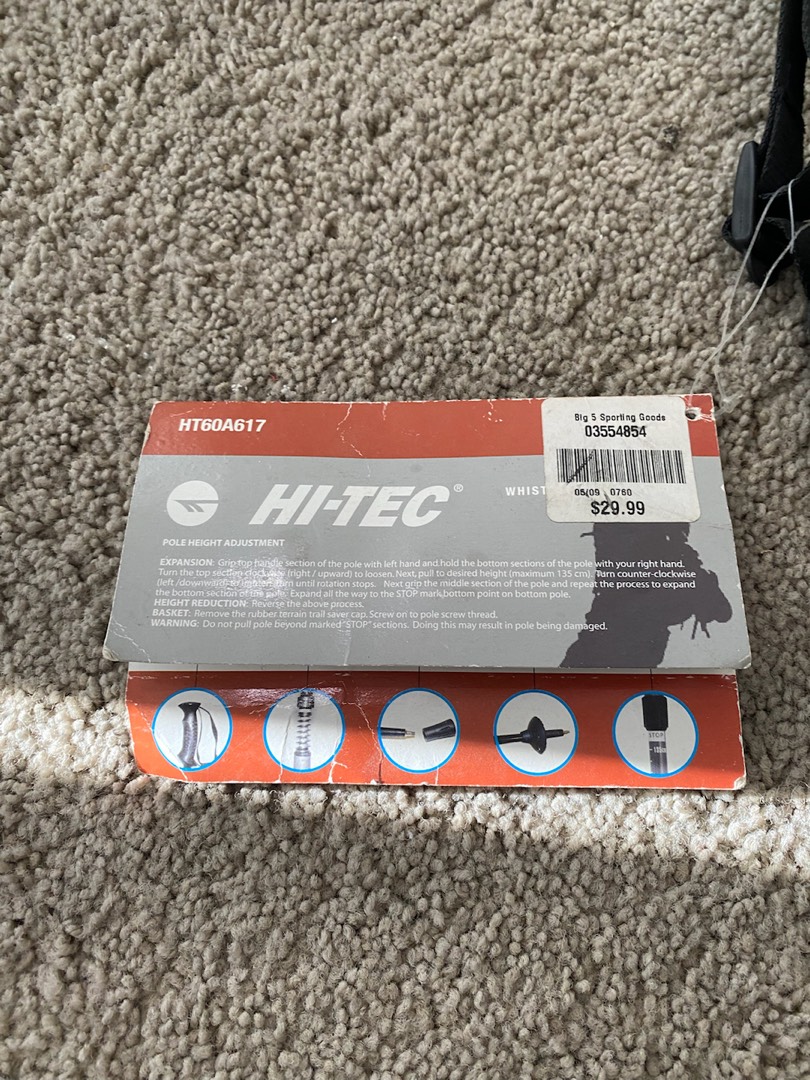 HT60A617
Big 5 Sporting Goods
03554854
05/09 0760
$29.99
HI-TEC®
WHIST
POLE HEIGHT ADJUSTMENT
EXPANSION: Grip top handle section of the pole with left hand and hold the bottom sections of the pole with your right hand.
Turn the top section clockwise (right / upward) to loosen. Next, pull to desired height (maximum 135 cm). Turn counter-clockwise
(left /downward) to tighten, turn until rotation stops. Next grip the middle section of the pole and repeat the process to expand
the bottom section of the pole. Expand all the way to the STOP mark,bottom point on bottom pole.
HEIGHT REDUCTION: Reverse the above process.
BASKET: Remove the rubber terrain trail saver cap. Screw on to pole screw thread.
WARNING: Do not pull pole beyond marked "STOP" sections. Doing this may result in pole being damaged.
STOP